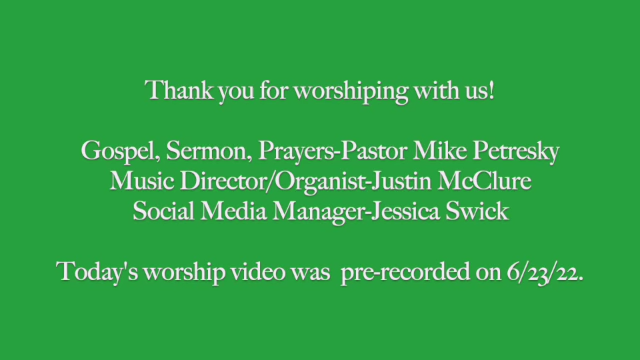 Thank you for worshiping with us!
Gospel, Sermon, Prayers-Pastor Mike Petresky
Music Director/Organist-Justin McClure
Social Media Manager-Jessica Swick
Today's worship video was  pre-recorded on 6/23/22.